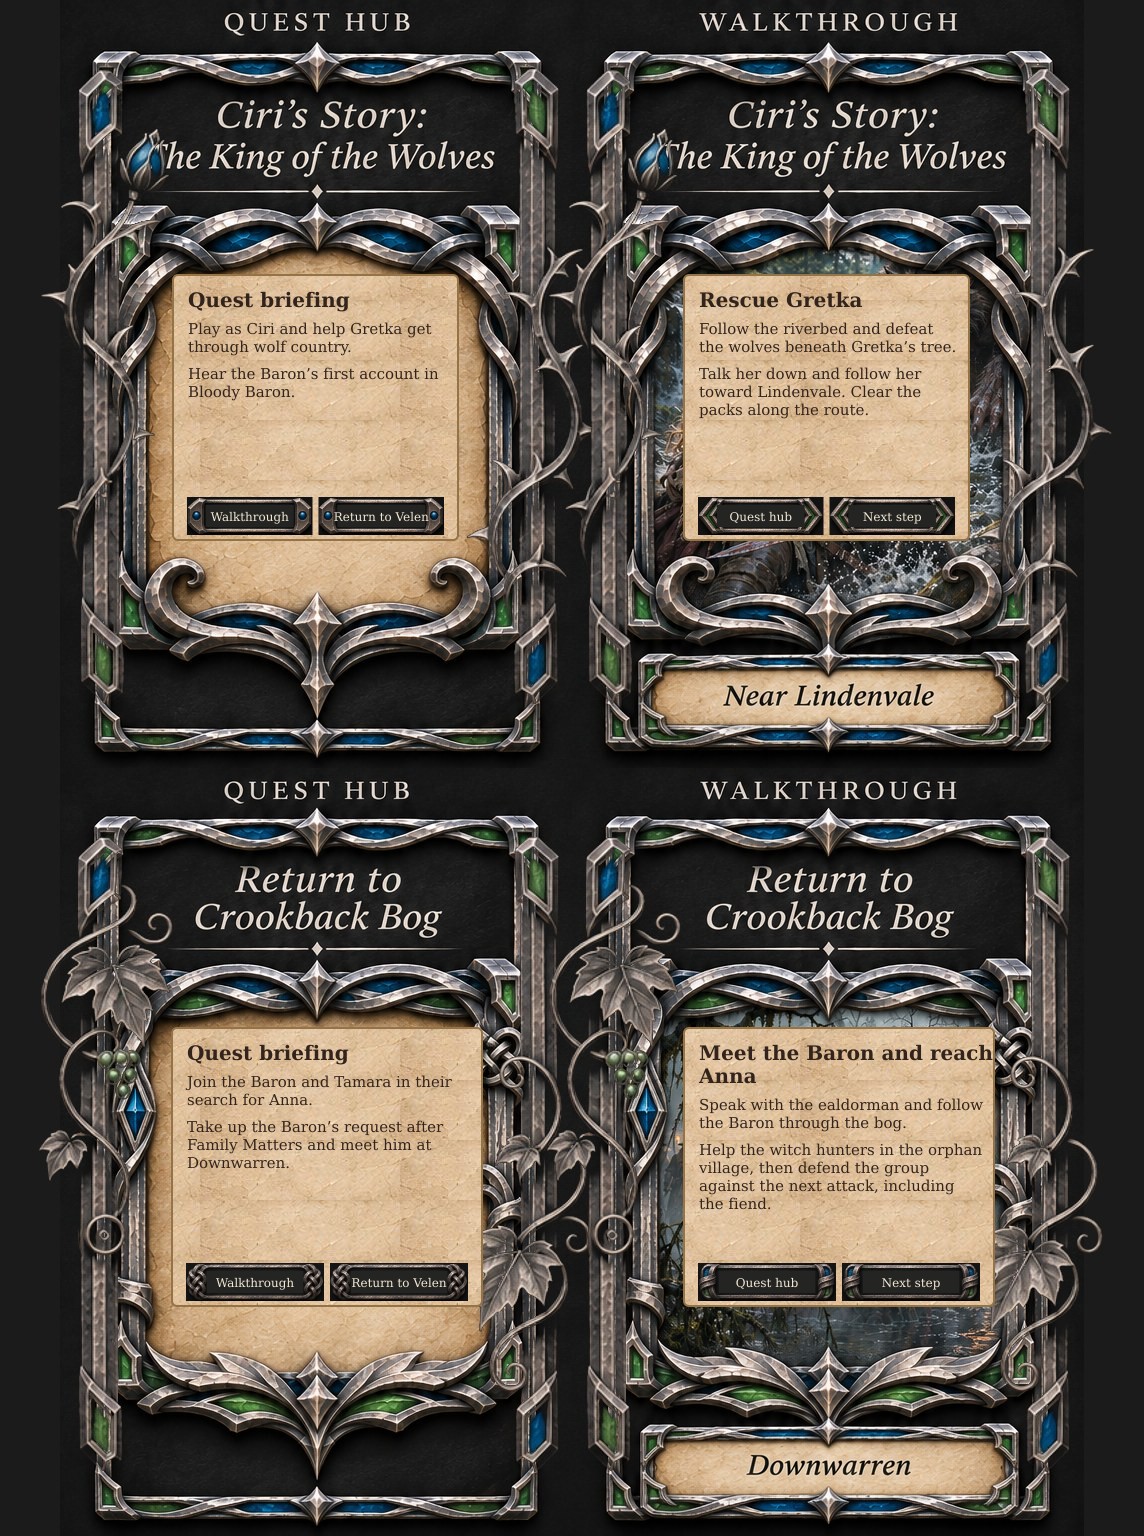 QUEST HUB
Ciri’s Story:
The King of the Wolves
Quest briefing
Play as Ciri and help Gretka get
through wolf country.
Hear the Baron’s first account in
Bloody Baron.
Walkthrough
Return to Velen
WALKTHROUGH
Ciri’s Story:
The King of the Wolves
Rescue Gretka
Follow the riverbed and defeat
the wolves beneath Gretka’s tree.
Talk her down and follow her
toward Lindenvale. Clear the
packs along the route.
Quest hub
Next step
Near Lindenvale
QUEST HUB
Return to
Crookback Bog
Quest briefing
Join the Baron and Tamara in their
search for Anna.
Take up the Baron’s request after
Family Matters and meet him at
Downwarren.
Walkthrough
Return to Velen
WALKTHROUGH
Return to
Crookback Bog
Meet the Baron and reach
Anna
Speak with the ealdorman and follow
the Baron through the bog.
Help the witch hunters in the orphan
village, then defend the group
against the next attack, including
the fiend.
Quest hub
Next step
Downwarren